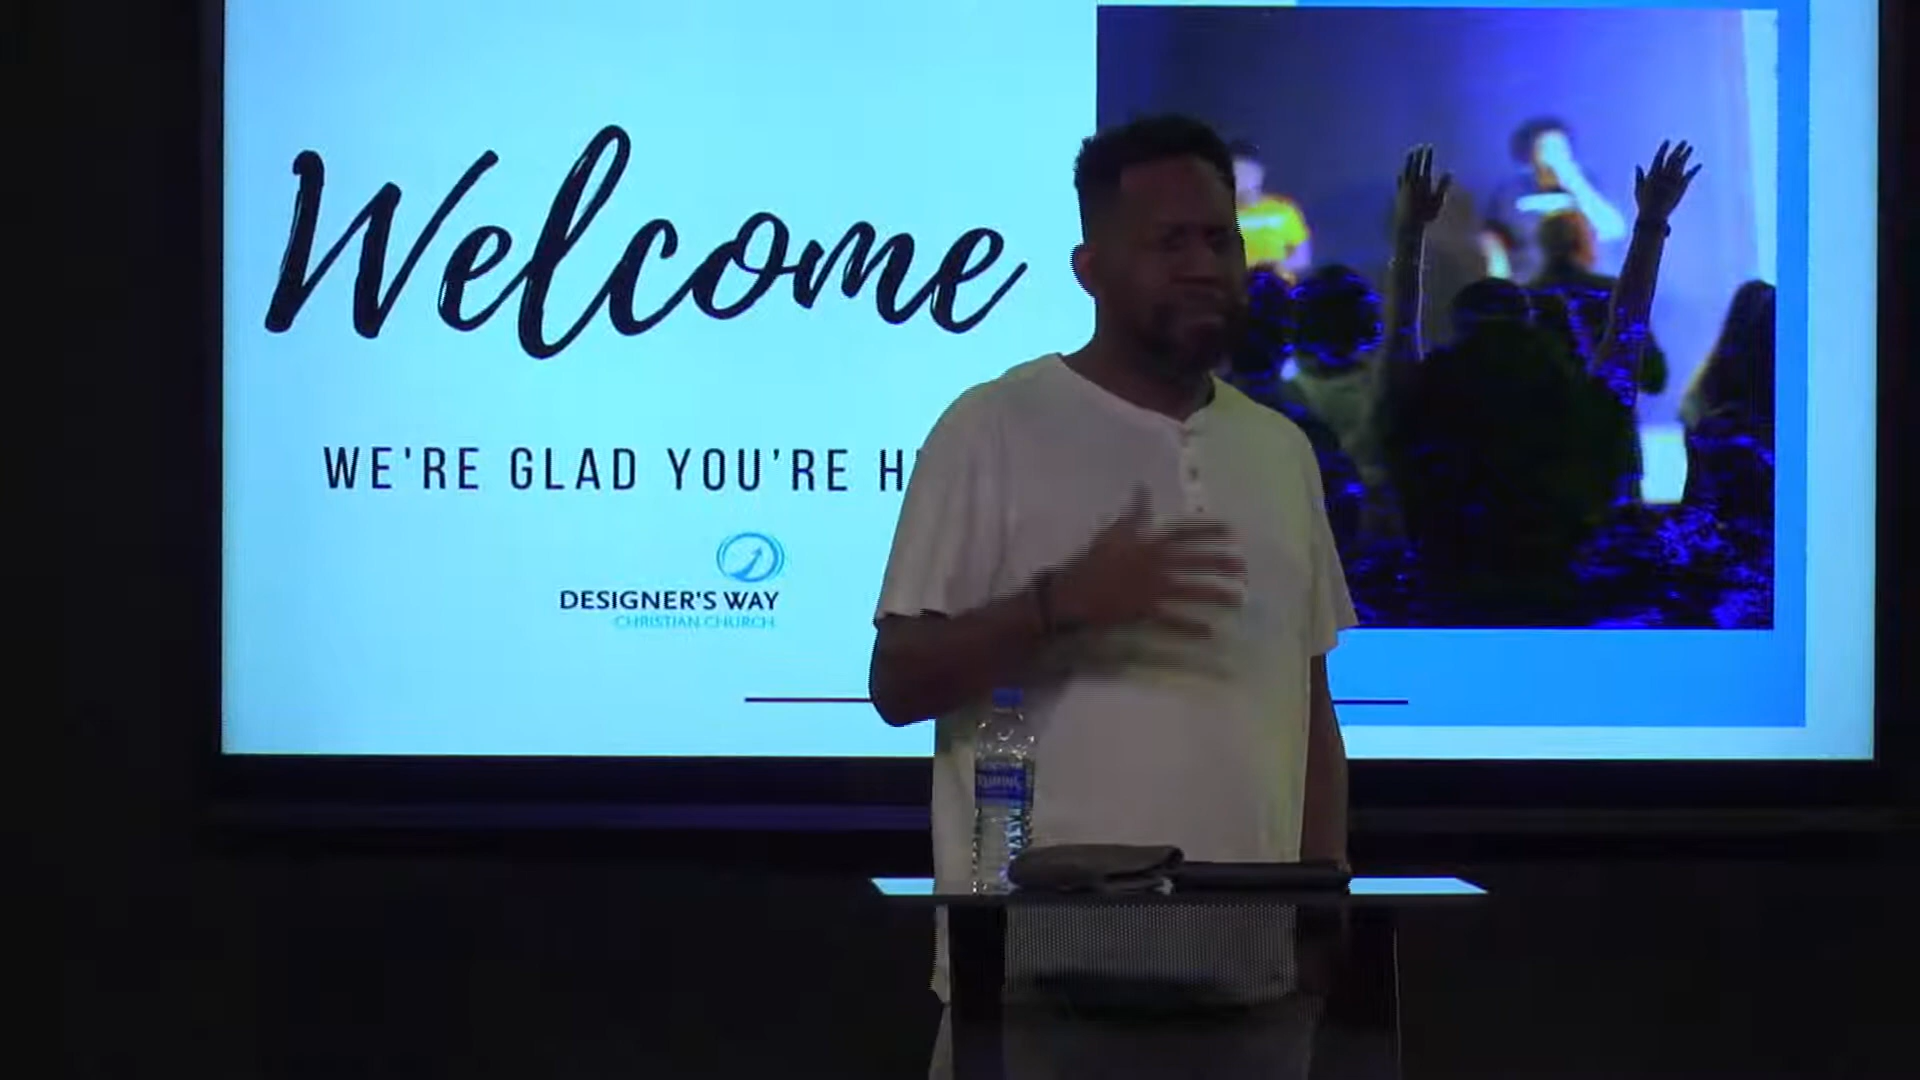 Welcome
WE'RE GLAD YOU'RE H
DESIGNER'S WAY
CHRISTIAN CHURCH